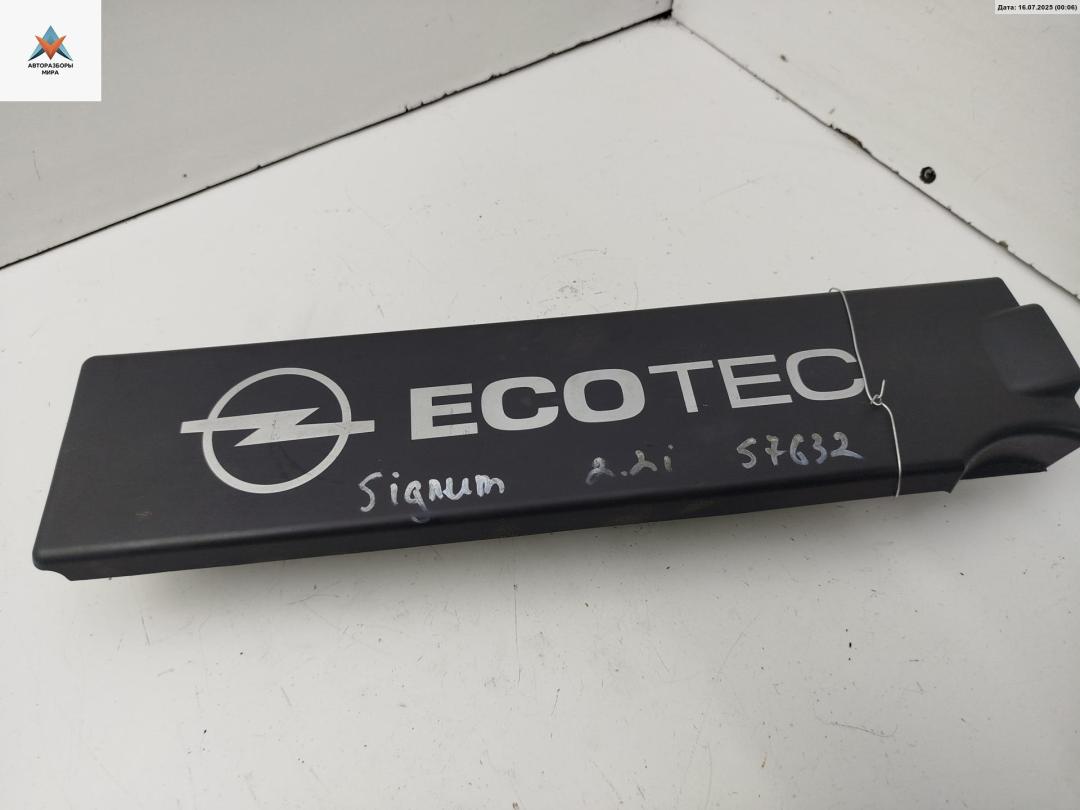 АВТОРАЗБОРЫ
МИРА
Дата: 16.07.2025 (00:06)
ECOTEC
Signum 2.2i 57632